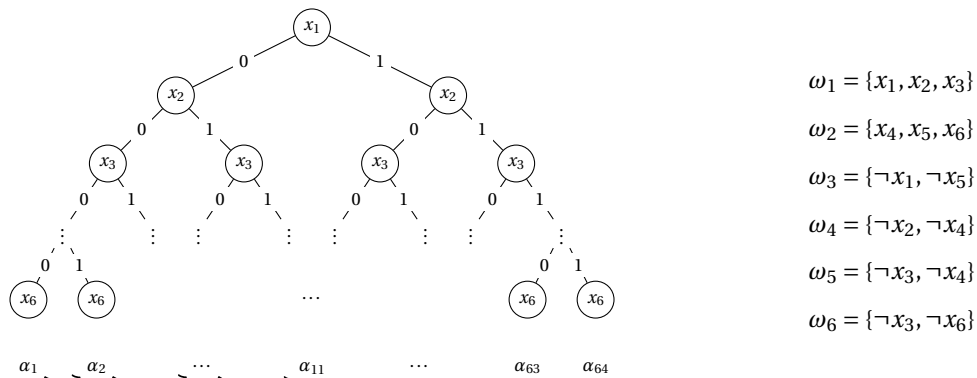 x₁
0 1
x₂ x₂
0 1 0 1
x₃ x₃ x₃ x₃
0 1 0 1 0 1 0 1
⋮ ⋮ ⋮ ⋮ ⋮ ⋮ ⋮ ⋮
0 1 0 1
x₆ x₆ ⋯ x₆ x₆
α₁ α₂ ⋯ α₁₁ ⋯ α₆₃ α₆₄
ω₁ = {x₁, x₂, x₃}
ω₂ = {x₄, x₅, x₆}
ω₃ = {¬x₁, ¬x₅}
ω₄ = {¬x₂, ¬x₄}
ω₅ = {¬x₃, ¬x₄}
ω₆ = {¬x₃, ¬x₆}